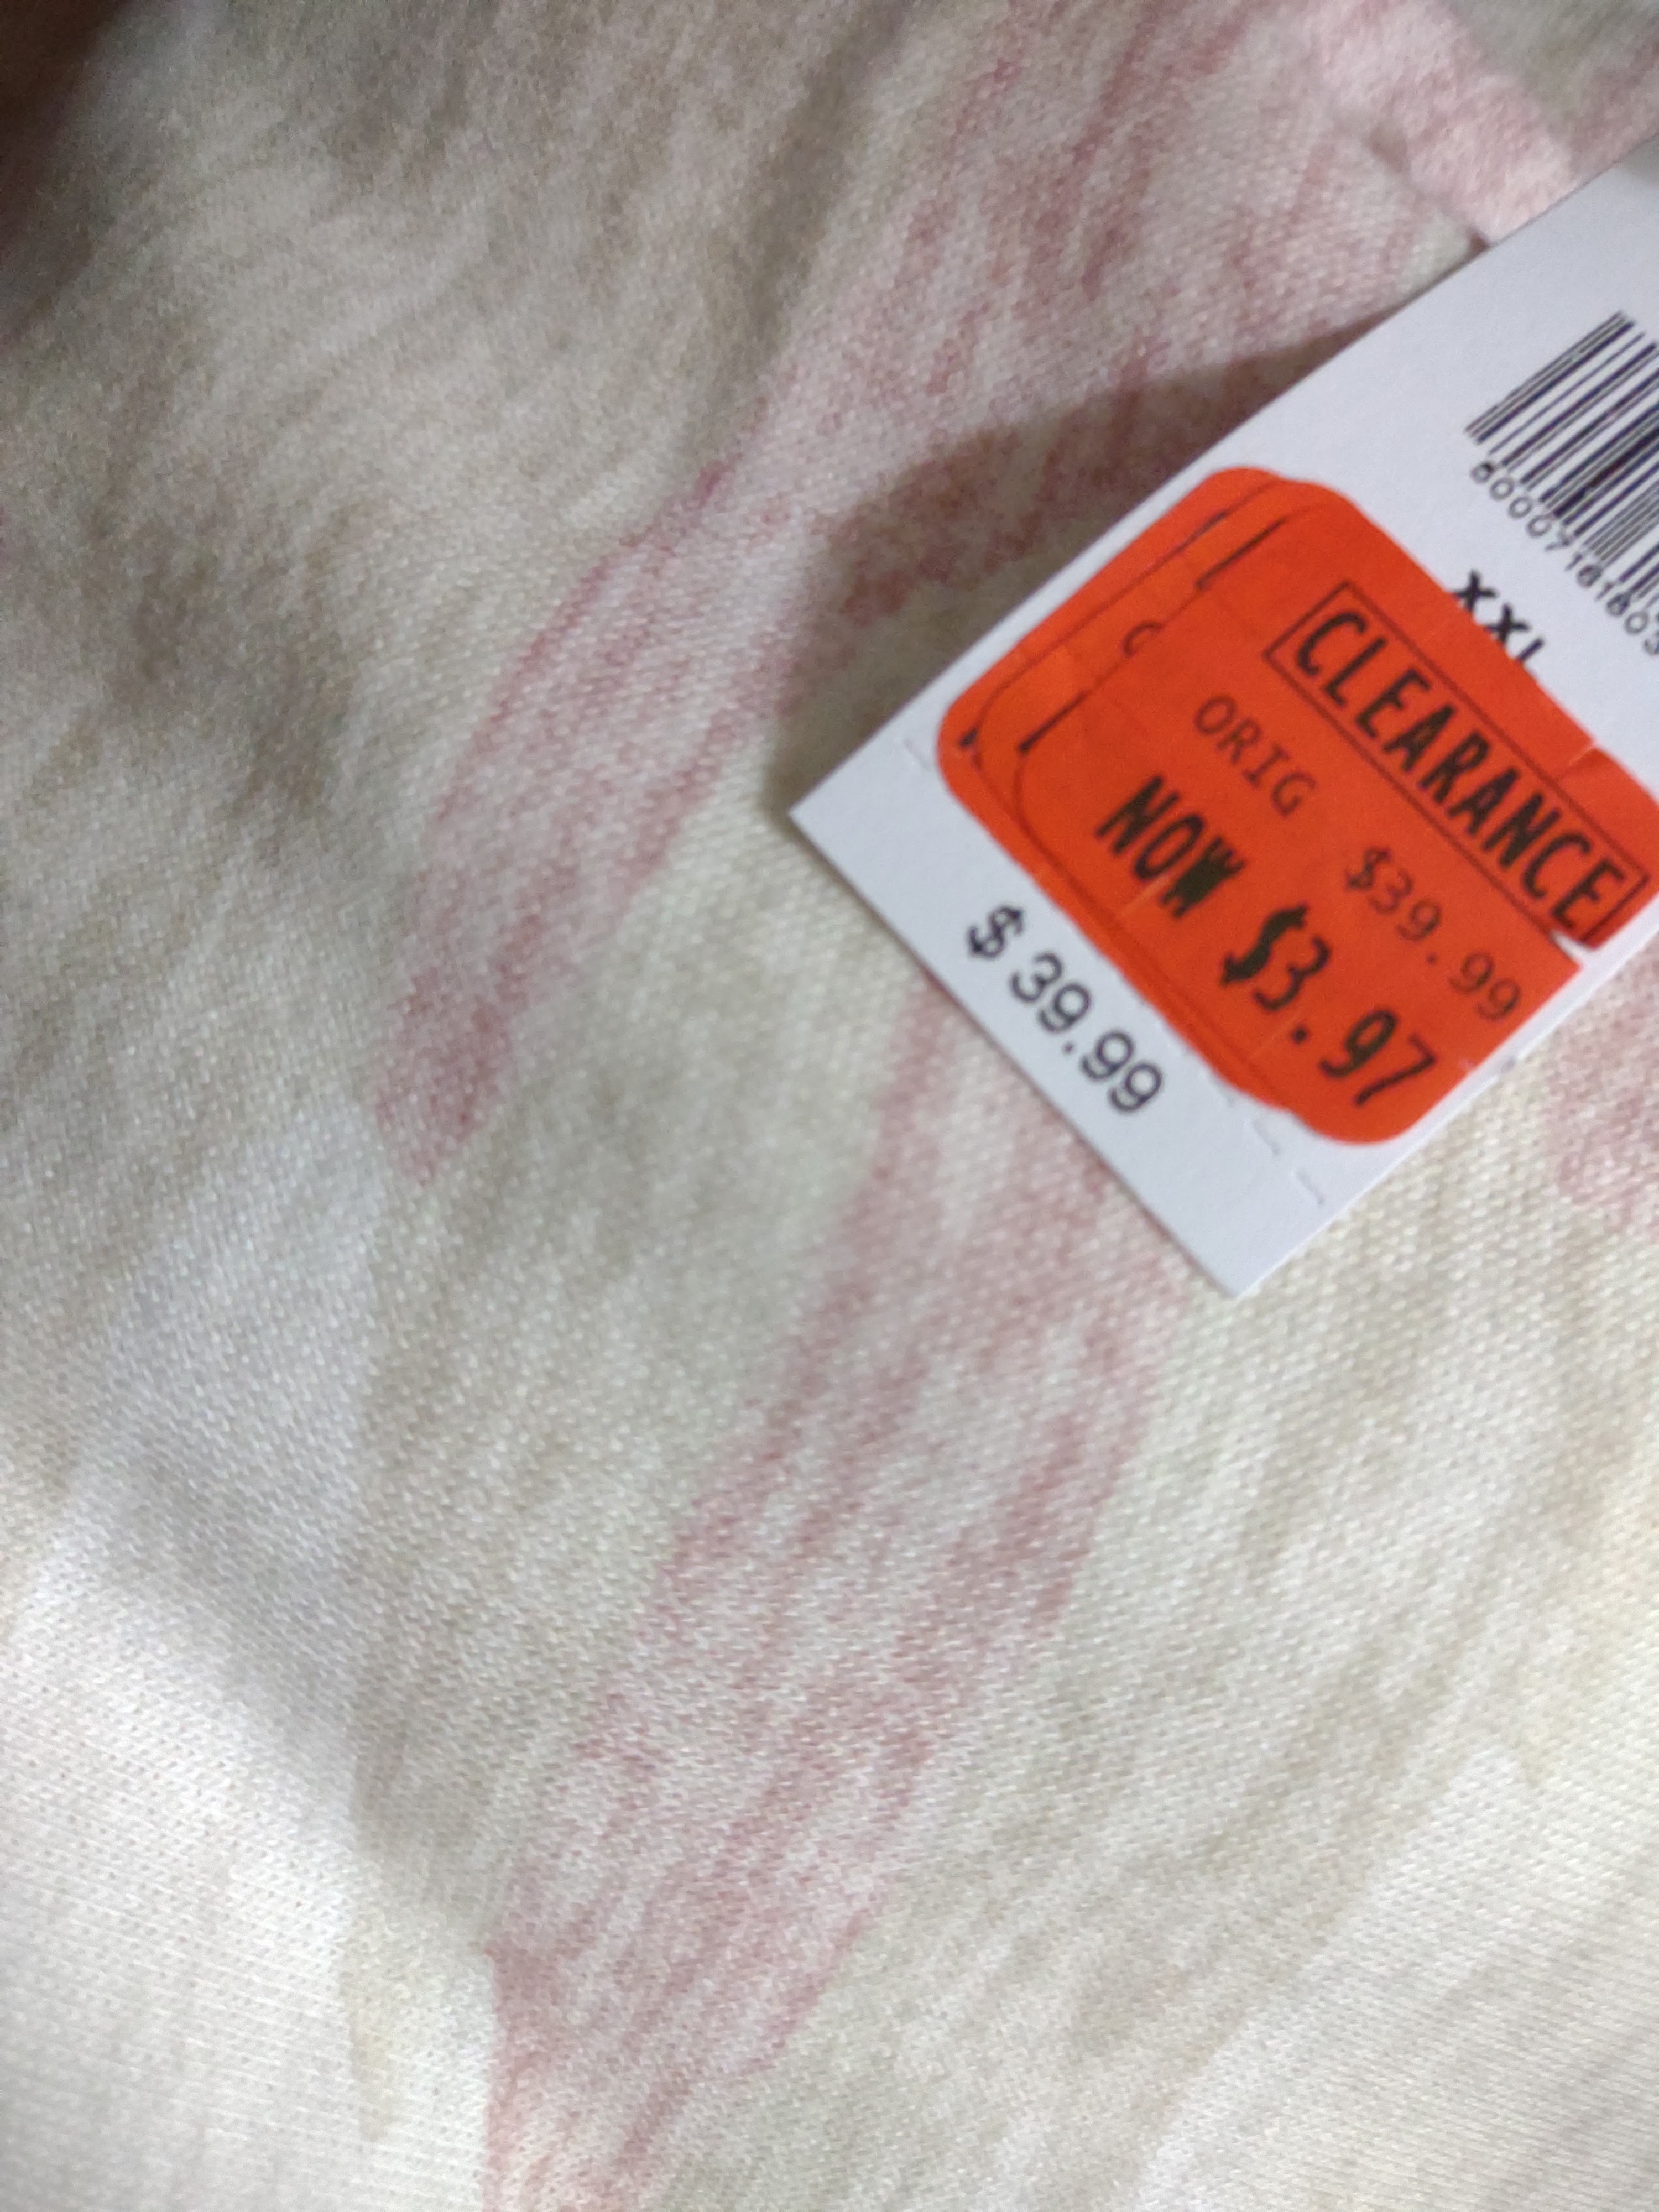 XXL
CLEARANCE
ORIG $39.99
NOW $3.97
$39.99